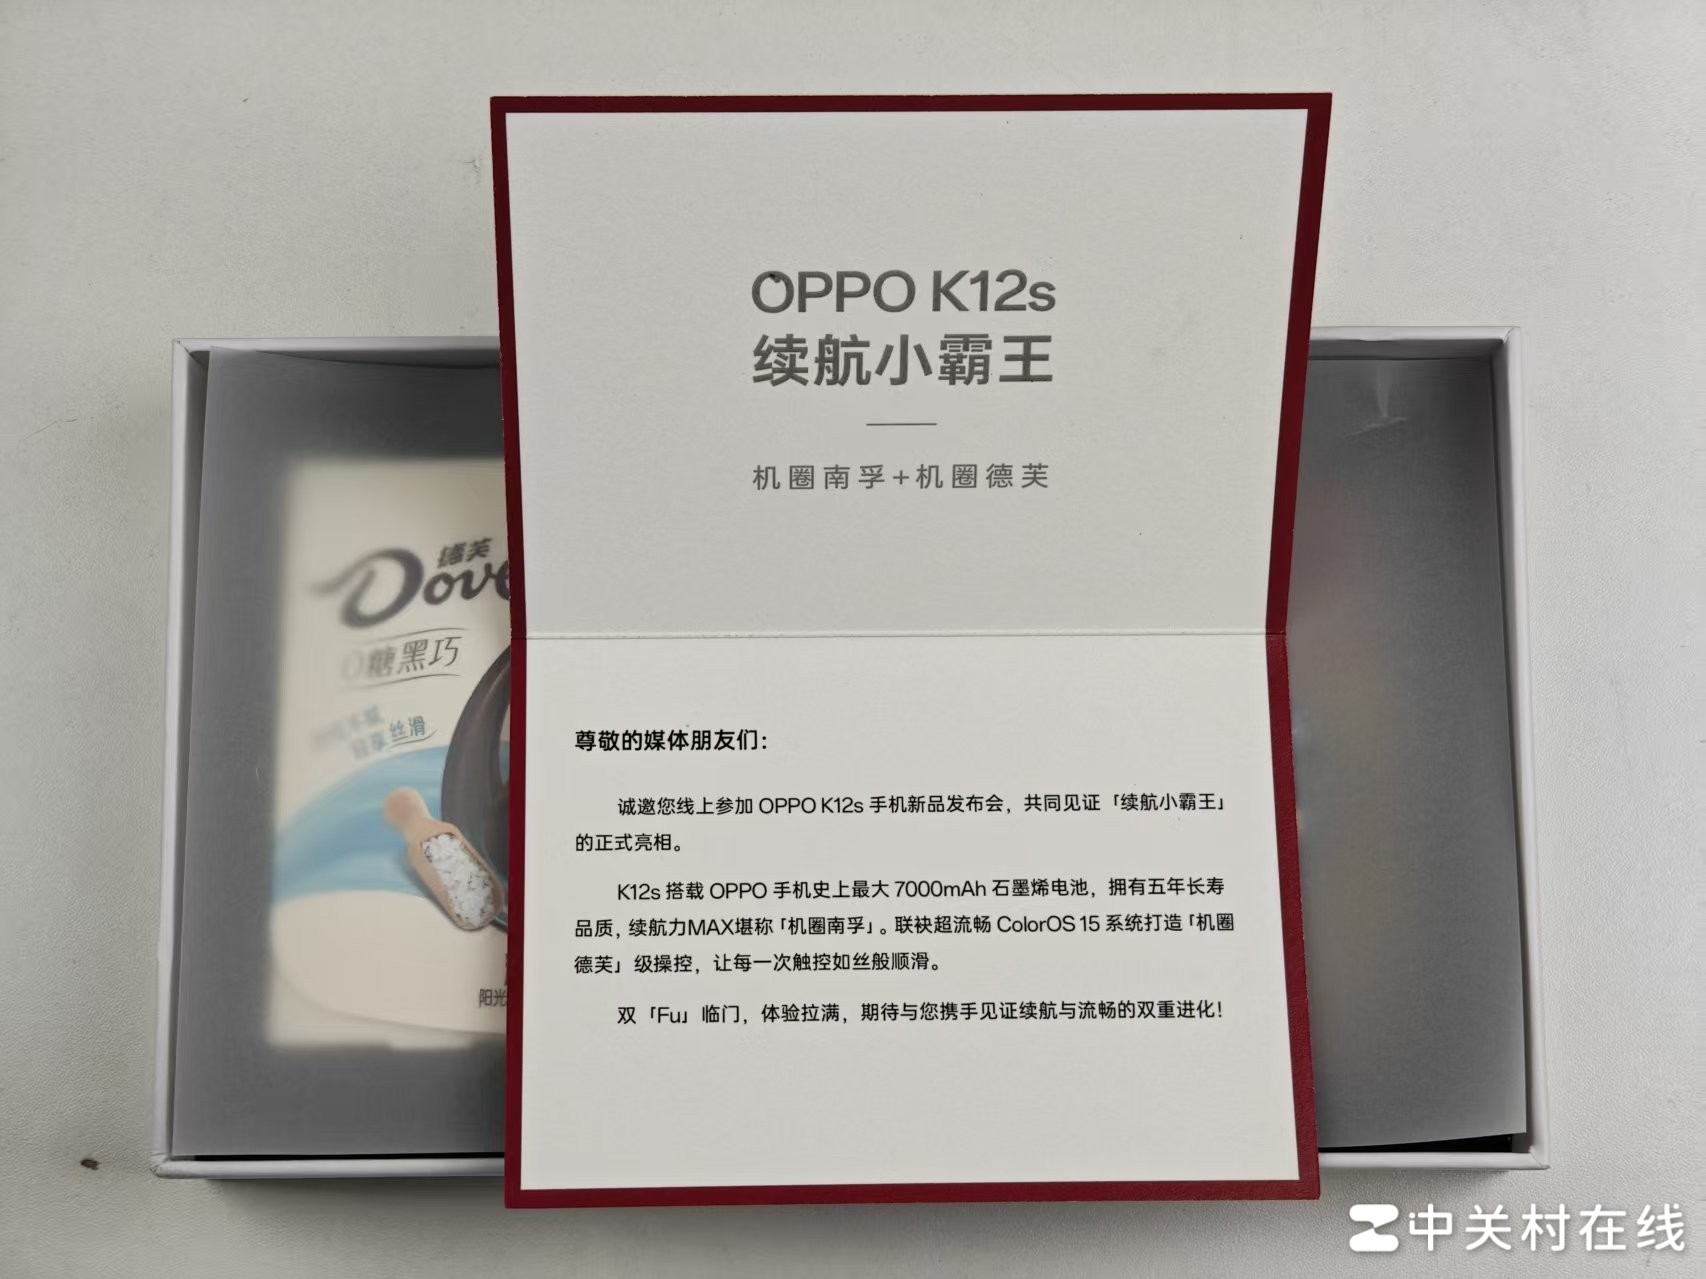 OPPO K12s
续航小霸王
机圈南孚+机圈德芙
德芙
Dove
0糖黑巧
丝滑
阳光
尊敬的媒体朋友们：
诚邀您线上参加 OPPO K12s 手机新品发布会，共同见证「续航小霸王」
的正式亮相。
K12s 搭载 OPPO 手机史上最大 7000mAh 石墨烯电池，拥有五年长寿
品质，续航力MAX堪称「机圈南孚」。联袂超流畅 ColorOS 15 系统打造「机圈
德芙」级操控，让每一次触控如丝般顺滑。
双「Fu」临门，体验拉满，期待与您携手见证续航与流畅的双重进化！
中关村在线